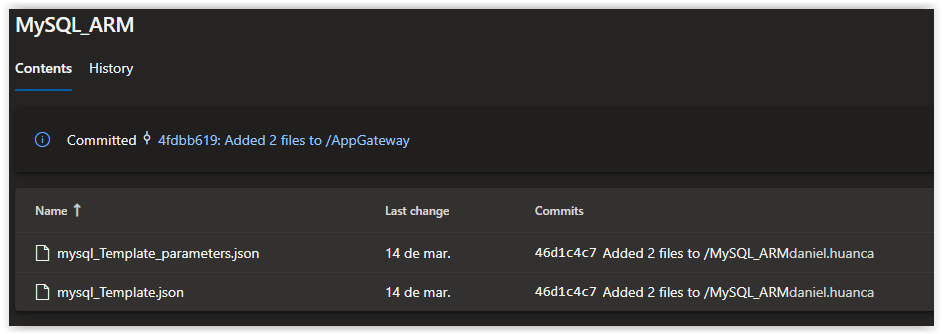 MySQL_ARM
Contents History
Committed 4fdbb619: Added 2 files to /AppGateway
Name ↑ Last change Commits
mysql_Template_parameters.json 14 de mar. 46d1c4c7 Added 2 files to /MySQL_ARMdaniel.huanca
mysql_Template.json 14 de mar. 46d1c4c7 Added 2 files to /MySQL_ARMdaniel.huanca